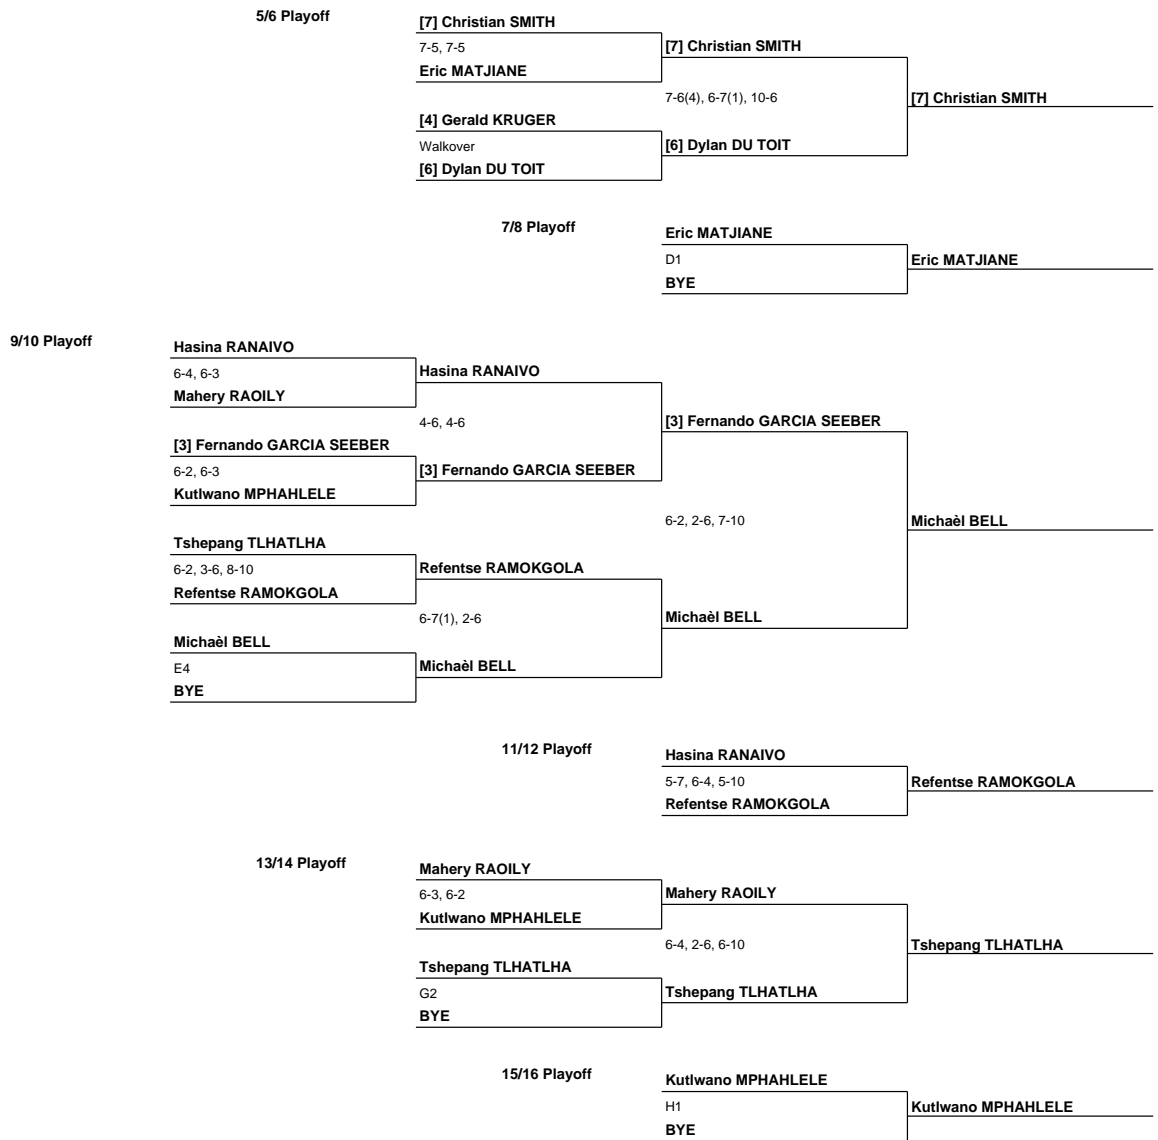 5/6 Playoff
[7] Christian SMITH
7-5, 7-5
[7] Christian SMITH
Eric MATJIANE
7-6(4), 6-7(1), 10-6
[7] Christian SMITH
[4] Gerald KRUGER
Walkover
[6] Dylan DU TOIT
[6] Dylan DU TOIT
7/8 Playoff
Eric MATJIANE
D1
Eric MATJIANE
BYE
9/10 Playoff
Hasina RANAIVO
6-4, 6-3
Hasina RANAIVO
Mahery RAOILY
4-6, 4-6
[3] Fernando GARCIA SEEBER
[3] Fernando GARCIA SEEBER
6-2, 6-3
[3] Fernando GARCIA SEEBER
Kutlwano MPHAHLELE
6-2, 2-6, 7-10
Michaèl BELL
Tshepang TLHATLHA
6-2, 3-6, 8-10
Refentse RAMOKGOLA
Refentse RAMOKGOLA
6-7(1), 2-6
Michaèl BELL
Michaèl BELL
E4
Michaèl BELL
BYE
11/12 Playoff
Hasina RANAIVO
5-7, 6-4, 5-10
Refentse RAMOKGOLA
Refentse RAMOKGOLA
13/14 Playoff
Mahery RAOILY
6-3, 6-2
Mahery RAOILY
Kutlwano MPHAHLELE
6-4, 2-6, 6-10
Tshepang TLHATLHA
Tshepang TLHATLHA
G2
Tshepang TLHATLHA
BYE
15/16 Playoff
Kutlwano MPHAHLELE
H1
Kutlwano MPHAHLELE
BYE